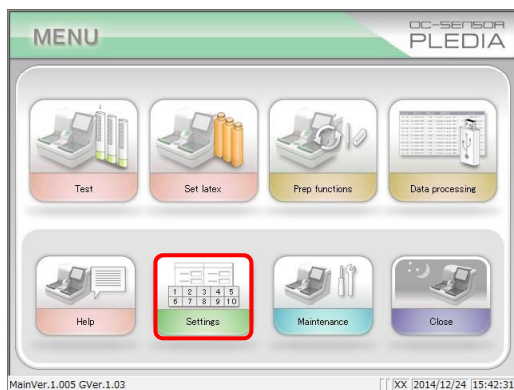 MENU
OC-SENSOR
PLEDIA
Test
Set latex
Prep functions
Data processing
1 2 3 4 5
6 7 8 9 10
Help
Settings
Maintenance
Close
MainVer.1.005 GVer.1.03
XX 2014/12/24 15:42:31